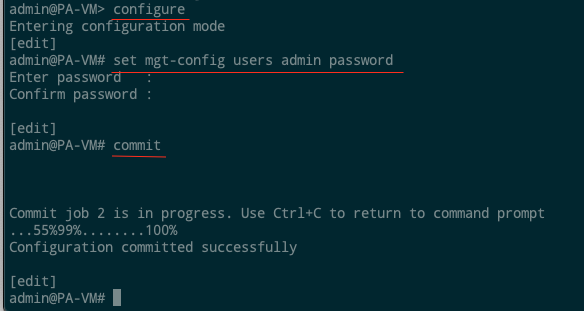 admin@PA-VM> configure
Entering configuration mode
[edit]
admin@PA-VM# set mgt-config users admin password
Enter password   :
Confirm password :
[edit]
admin@PA-VM# commit
Commit job 2 is in progress. Use Ctrl+C to return to command prompt
...55%99%........100%
Configuration committed successfully
[edit]
admin@PA-VM#